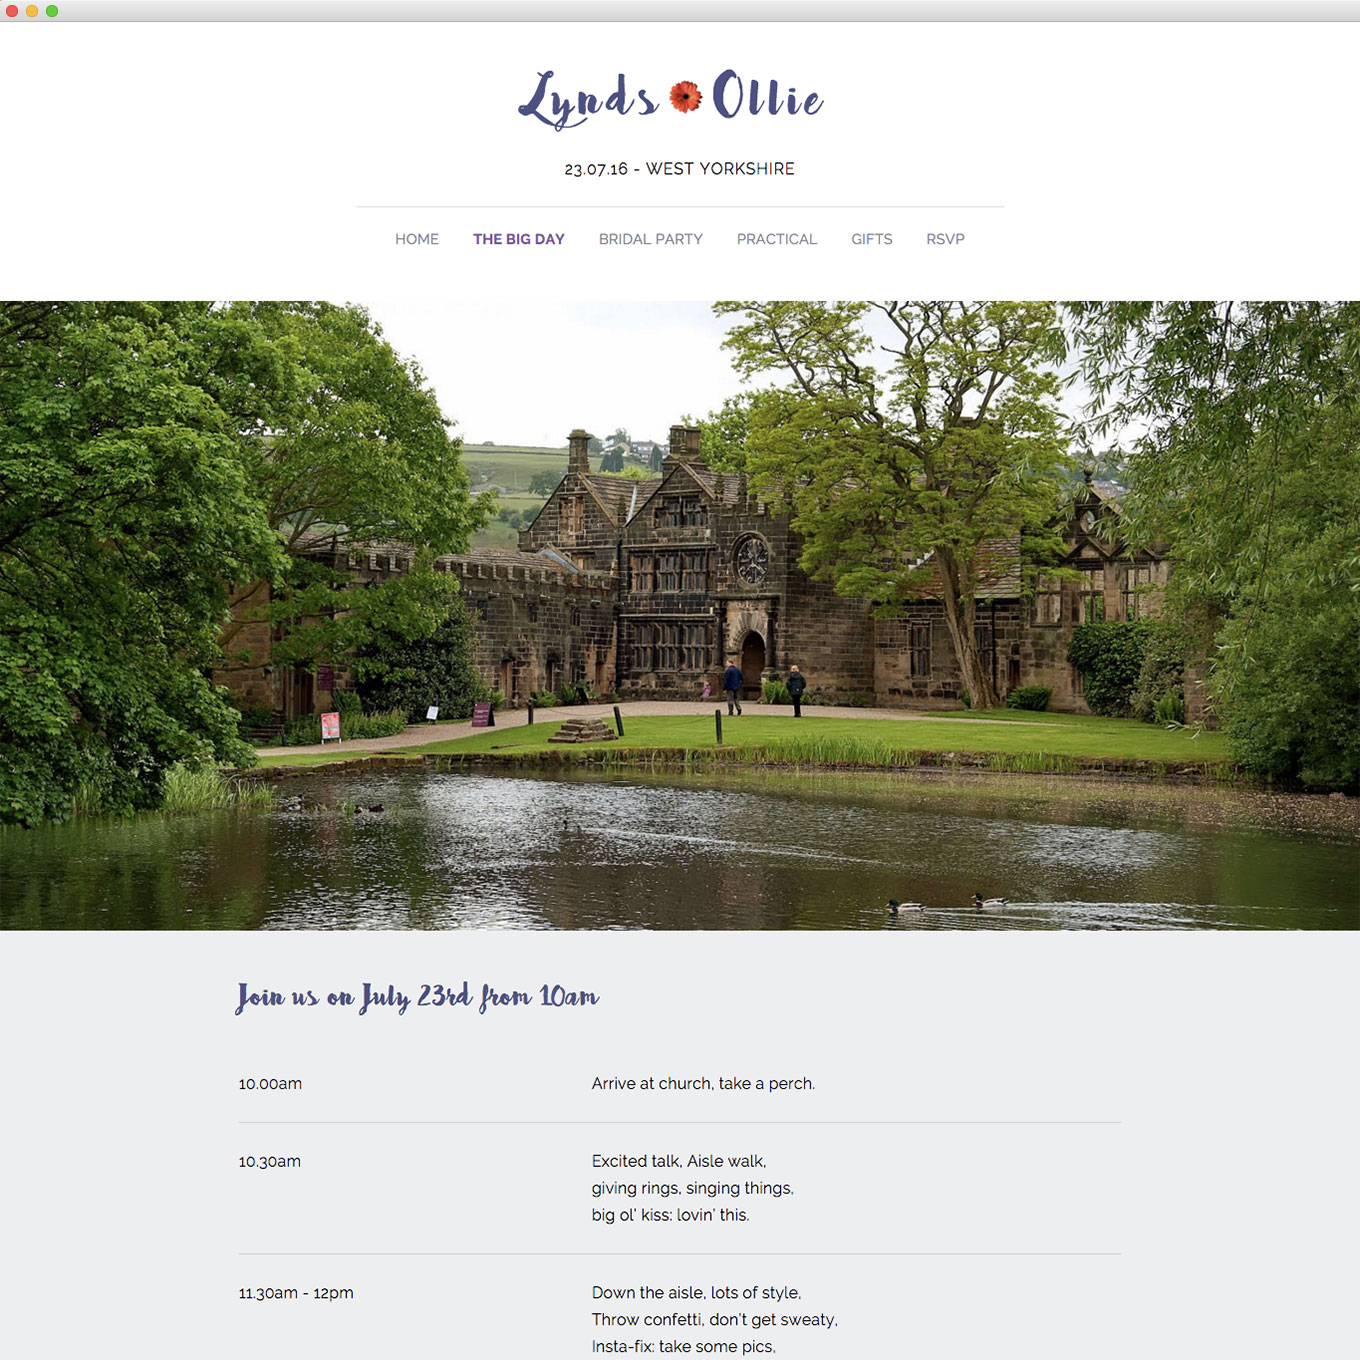 Lynds Ollie
23.07.16 - WEST YORKSHIRE
HOME THE BIG DAY BRIDAL PARTY PRACTICAL GIFTS RSVP
Join us on July 23rd from 10am
10.00am Arrive at church, take a perch.
10.30am Excited talk, Aisle walk,
giving rings, singing things,
big ol' kiss: lovin' this.
11.30am - 12pm Down the aisle, lots of style,
Throw confetti, don't get sweaty,
Insta-fix: take some pics,